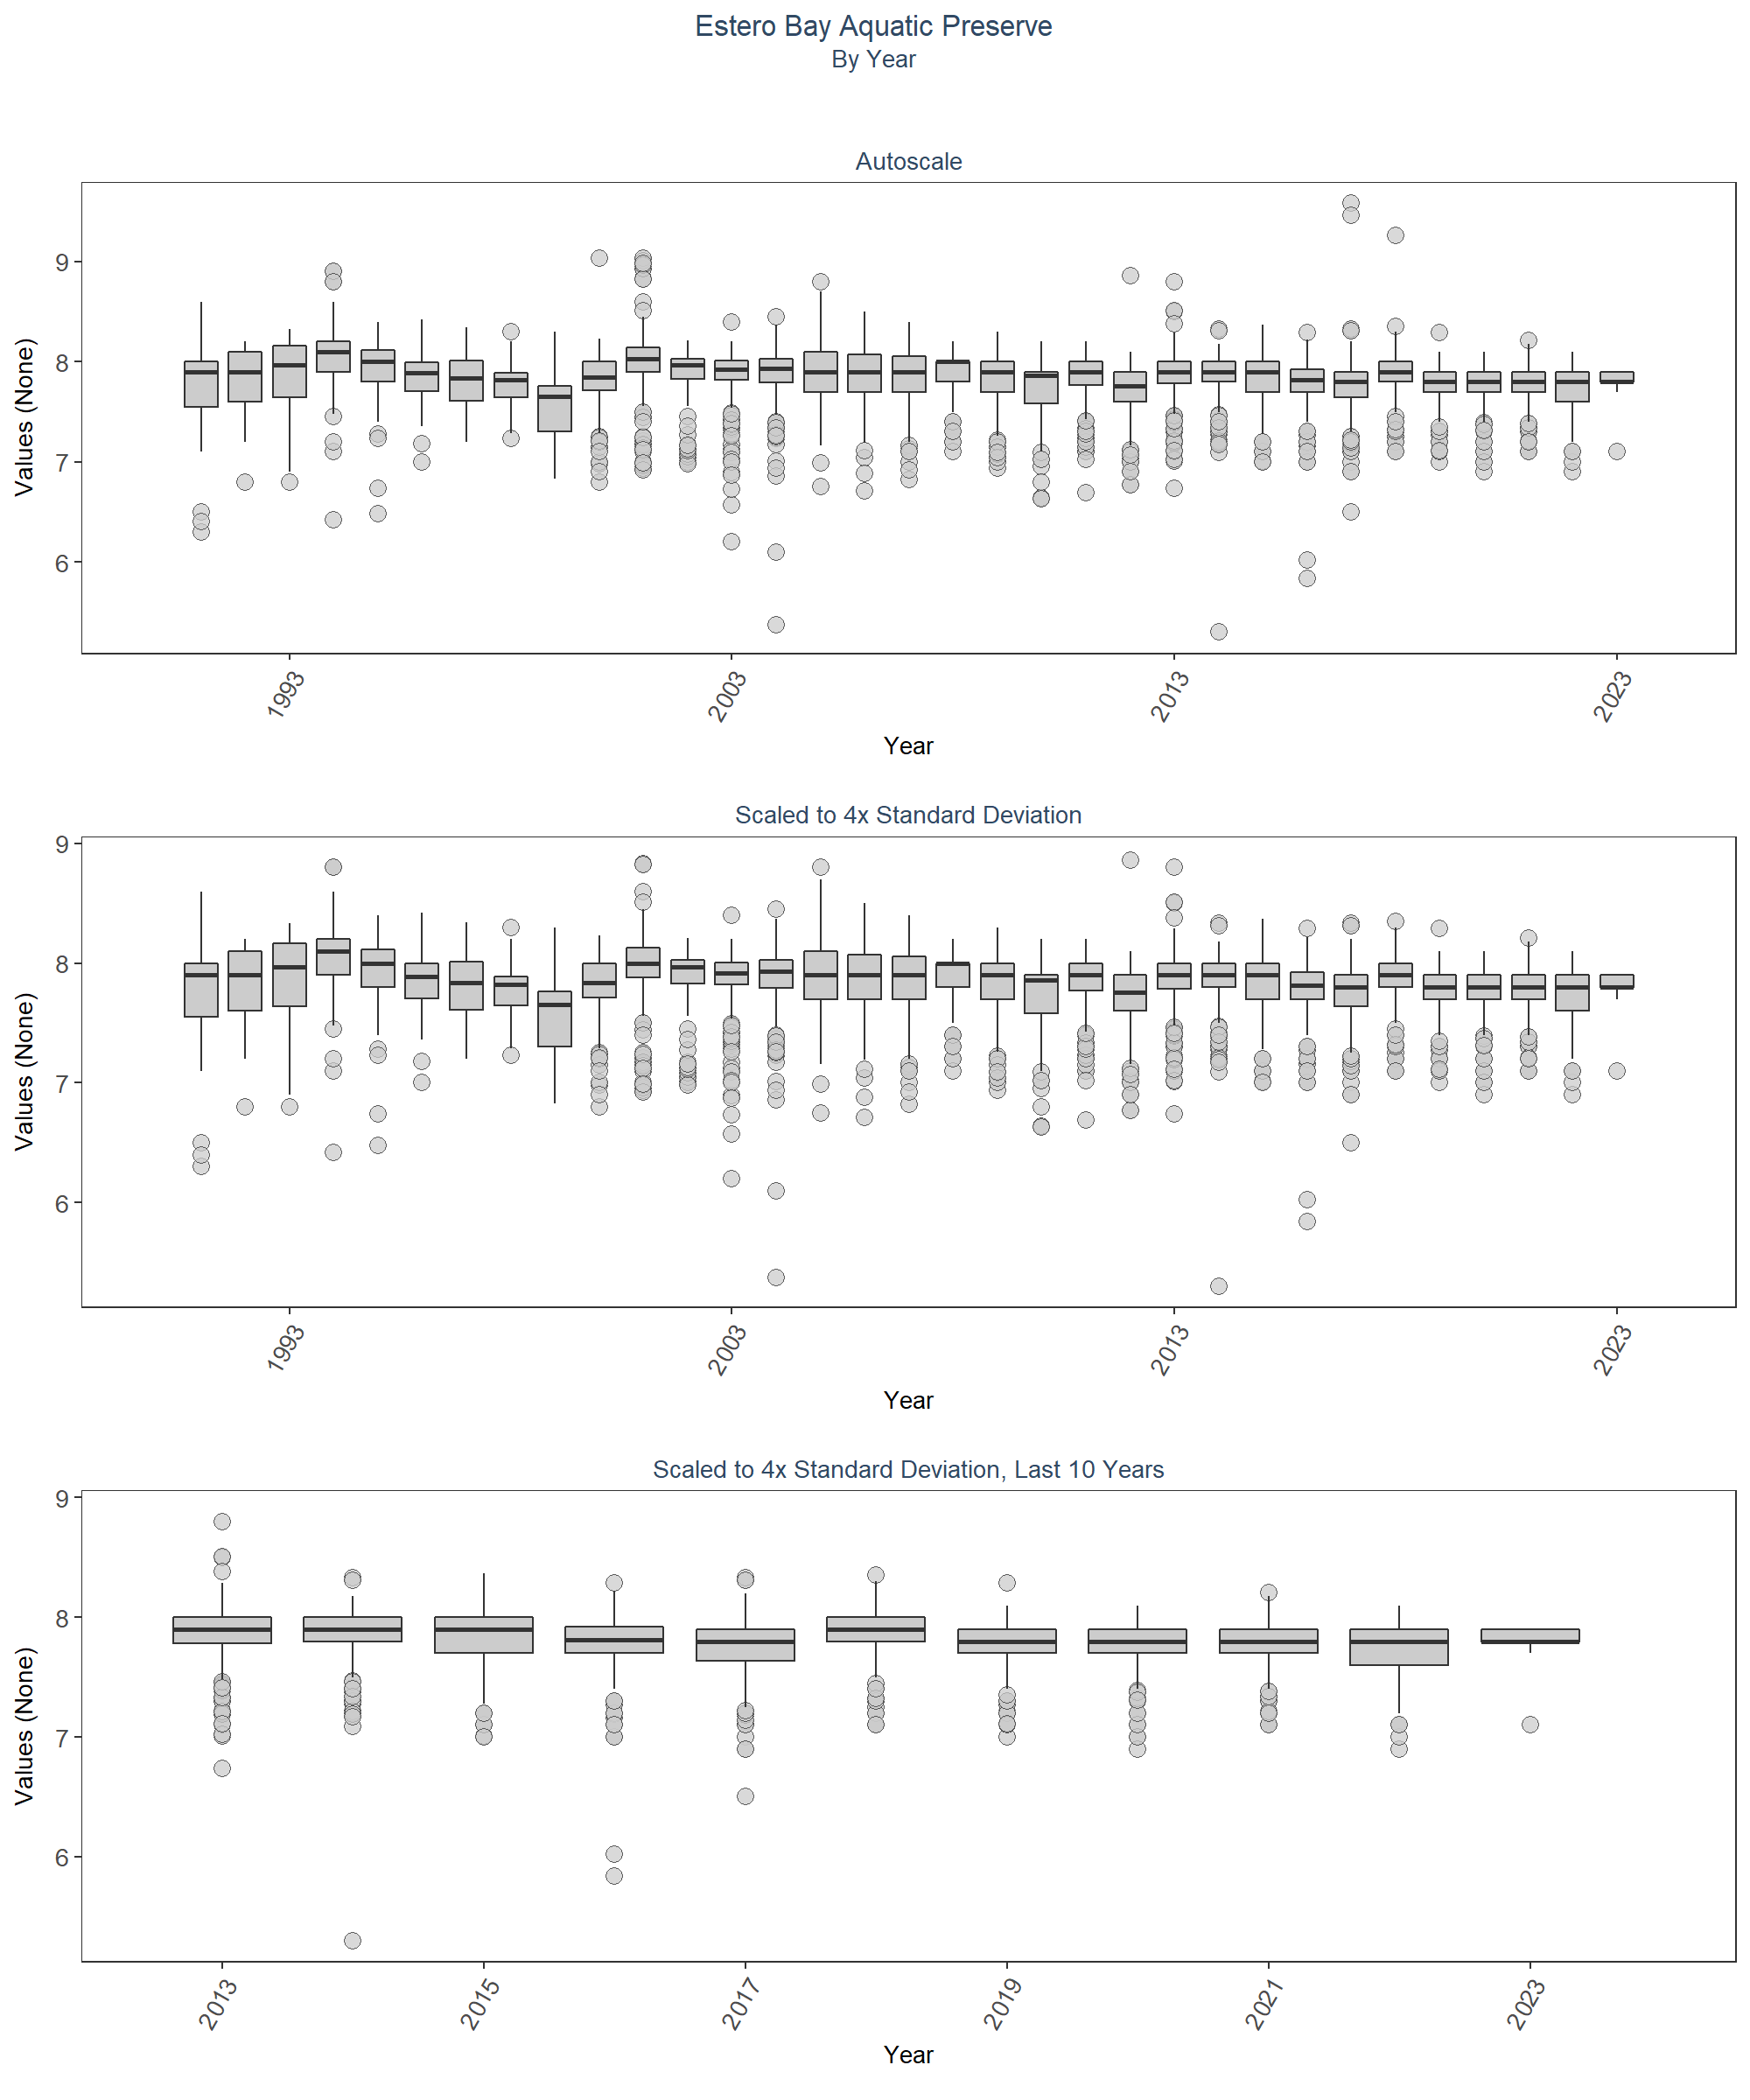 Estero Bay Aquatic Preserve
By Year
Autoscale
Values (None)
9
8
7
6
1993
2003
2013
2023
Year
Scaled to 4x Standard Deviation
Values (None)
9
8
7
6
1993
2003
2013
2023
Year
Scaled to 4x Standard Deviation, Last 10 Years
Values (None)
9
8
7
6
2013
2015
2017
2019
2021
2023
Year